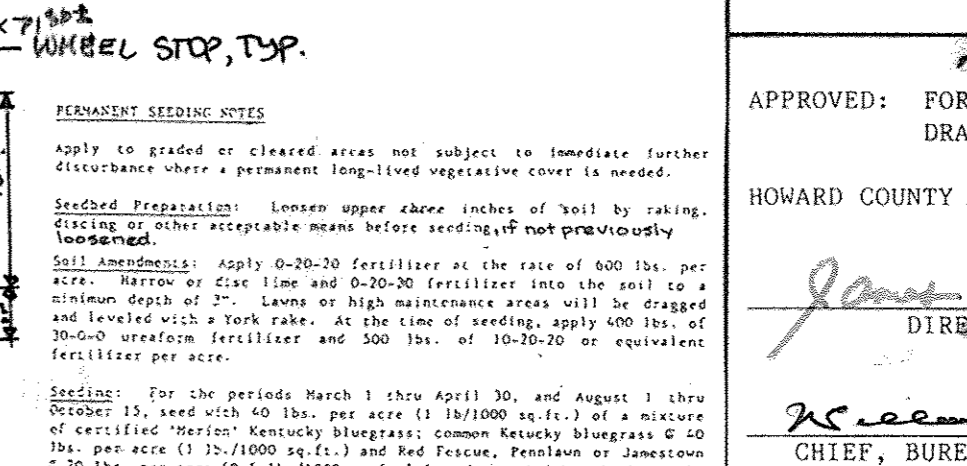 WHEEL STOP, TYP.
PERMANENT SEEDING NOTES
Apply to graded or cleared areas not subject to immediate further
disturbance where a permanent long-lived vegetative cover is needed.
Seedbed Preparation: Loosen upper three inches of soil by raking,
discing or other acceptable means before seeding, if not previously
loosened.
Soil Amendments: Apply 0-20-20 fertilizer at the rate of 600 lbs. per
acre. Harrow or disc lime and 0-20-20 fertilizer into the soil to a
minimum depth of 3". Lawns or high maintenance areas will be dragged
and leveled with a York rake. At the time of seeding, apply 400 lbs. of
30-0-0 ureaform fertilizer and 500 lbs. of 10-20-20 or equivalent
fertilizer per acre.
Seeding: For the periods March 1 thru April 30, and August 1 thru
October 15, seed with 40 lbs. per acre (1 lb/1000 sq.ft.) of a mixture
of certified 'Merion' Kentucky bluegrass; common Ketucky bluegrass @ 40
lbs. per acre (1 lb./1000 sq.ft.) and Red Fescue, Pennlawn or Jamestown
APPROVED: FOR
DRA
HOWARD COUNTY
James
DIRE
CHIEF, BURE